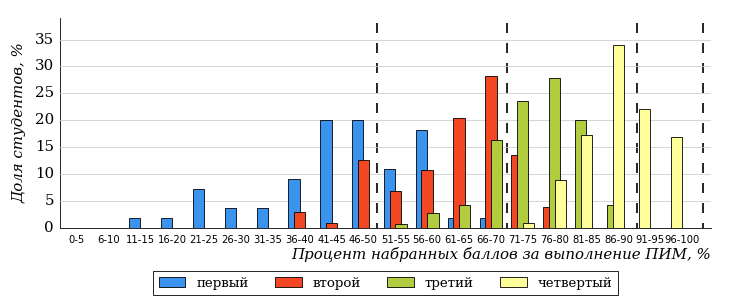 Доля студентов, %
35
30
25
20
15
10
5
0
0-5 6-10 11-15 16-20 21-25 26-30 31-35 36-40 41-45 46-50 51-55 56-60 61-65 66-70 71-75 76-80 81-85 86-90 91-95 96-100
Процент набранных баллов за выполнение ПИМ, %
первый второй третий четвертый